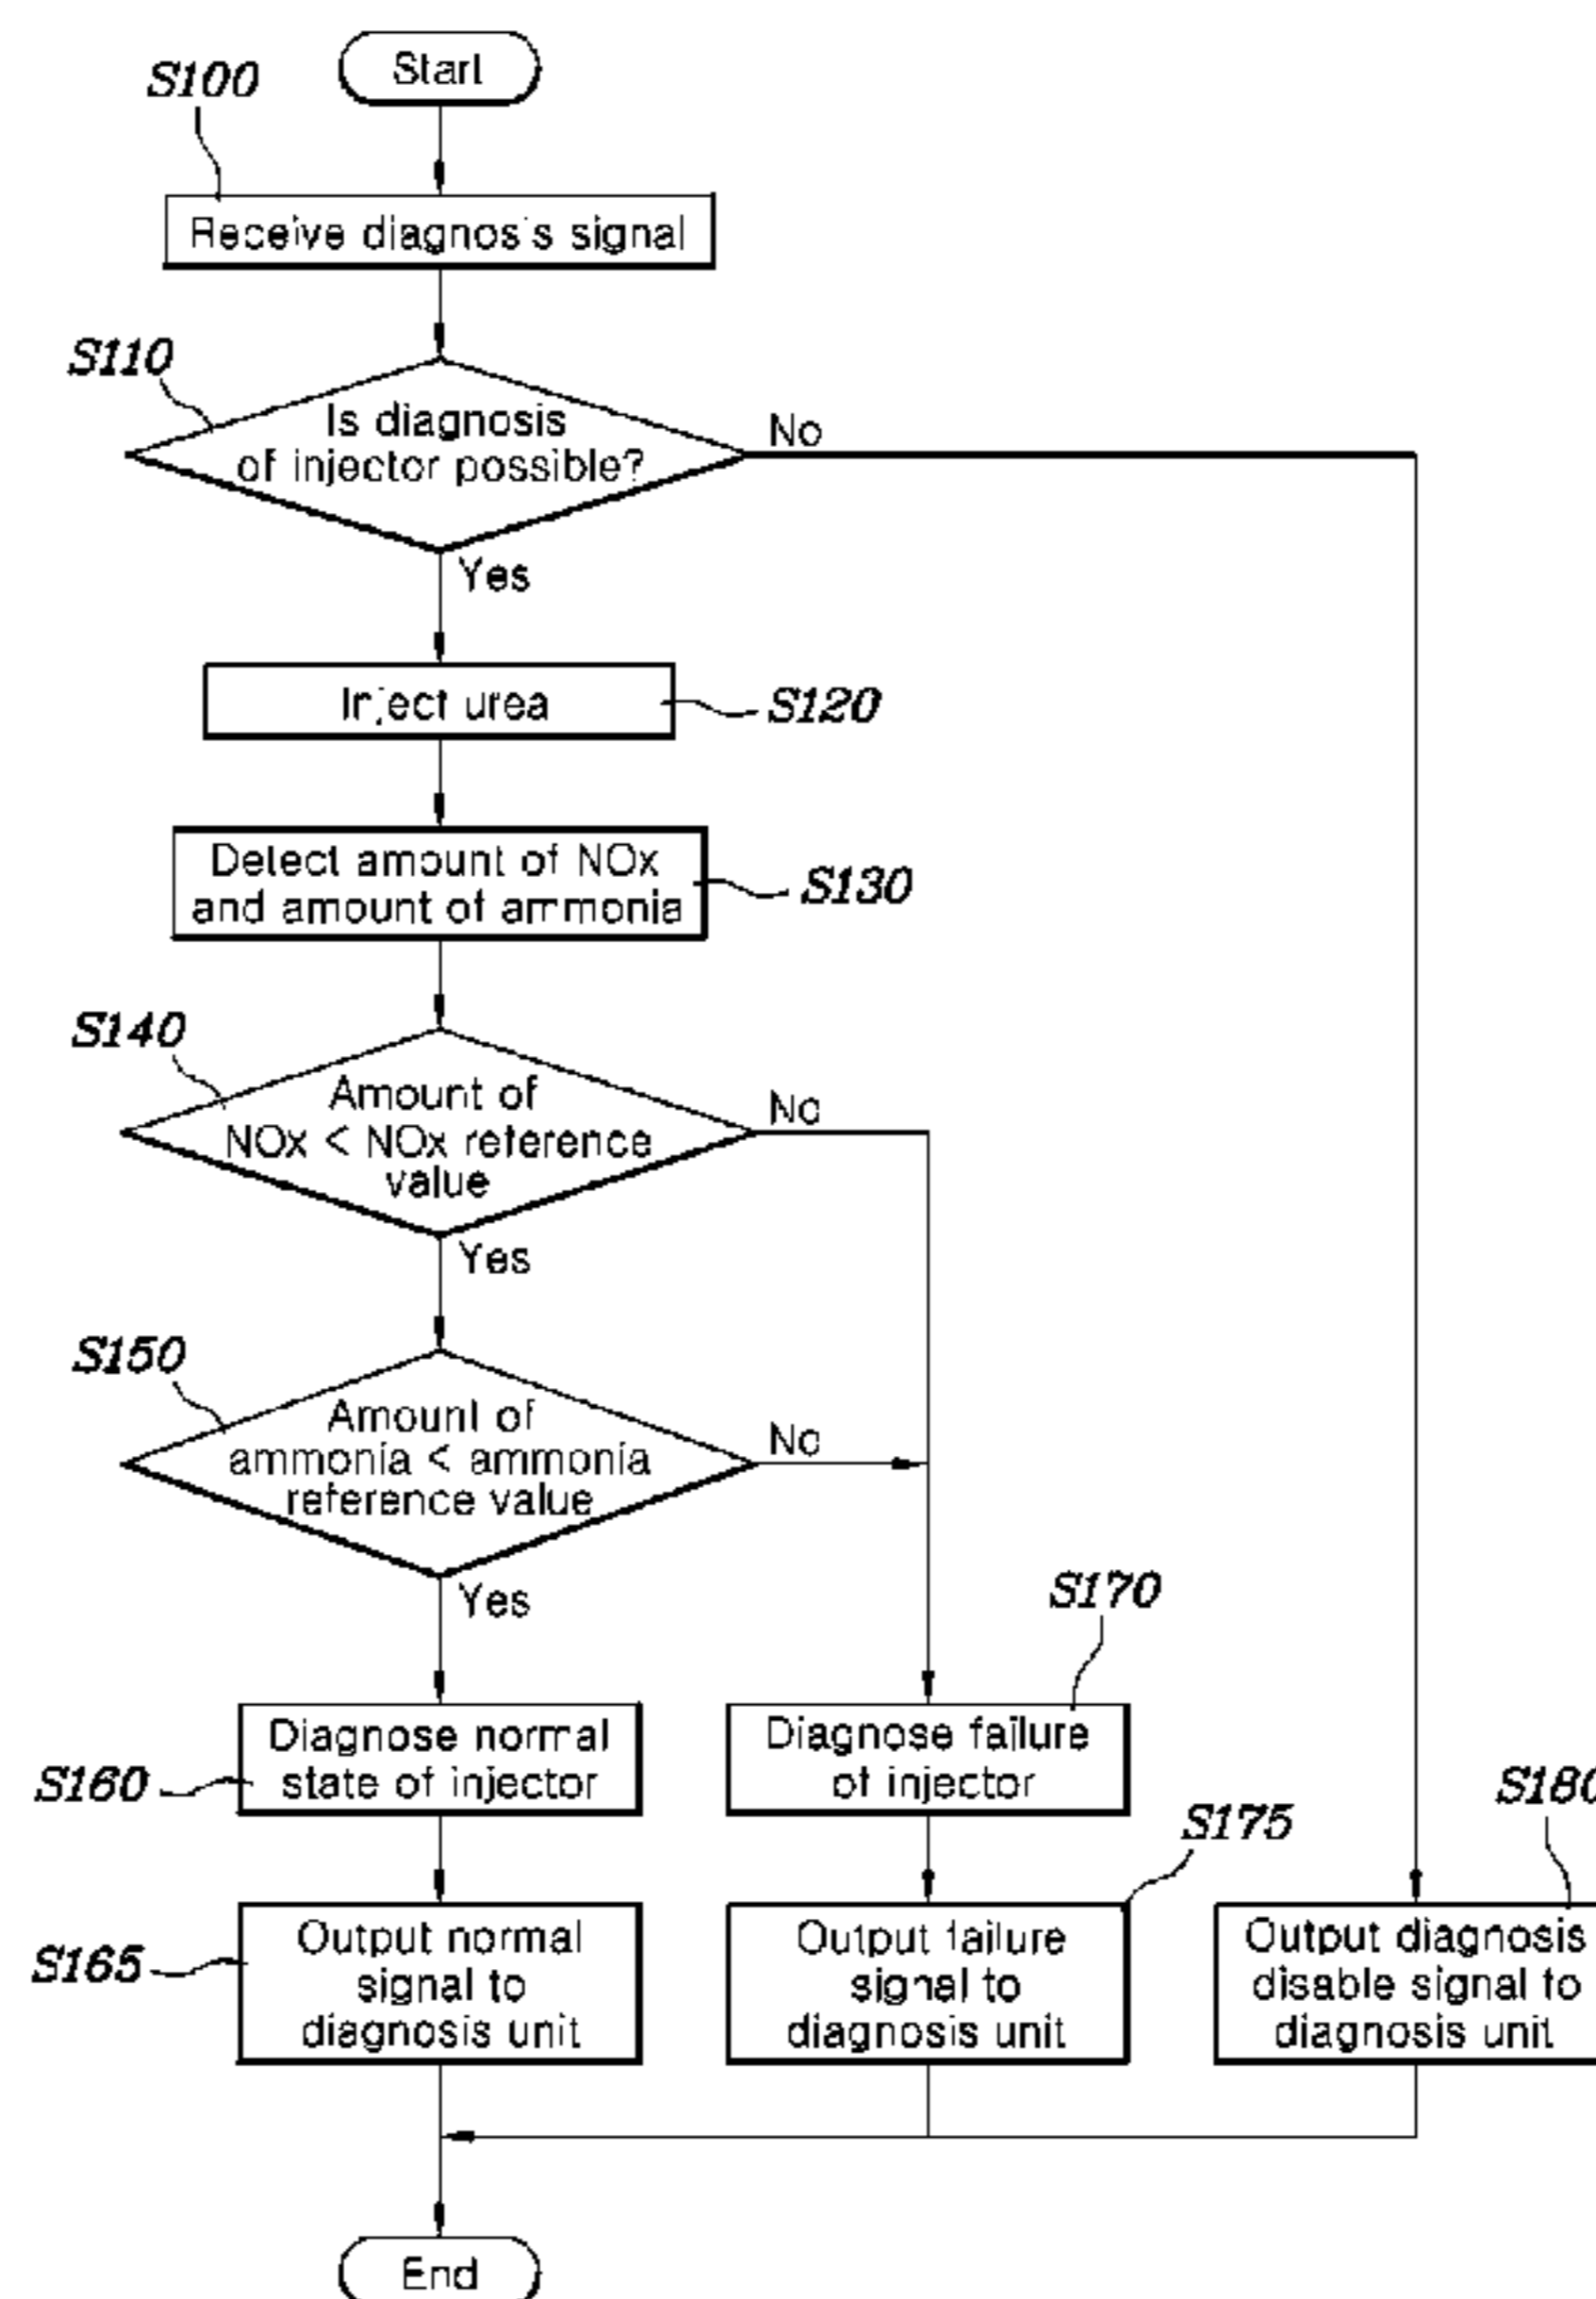 Start
S100
Receive diagnosis signal
S110
Is diagnosis
of injector possible?
No
Yes
Inject urea
S120
Detect amount of NOx
and amount of ammonia
S130
S140
Amount of
NOx < NOx reference
value
No
Yes
S150
Amount of
ammonia < ammonia
reference value
No
Yes
S170
Diagnose normal
state of injector
S160
Diagnose failure
of injector
S175
S180
Output normal
signal to
diagnosis unit
S165
Output failure
signal to
diagnosis unit
Output diagnosis
disable signal to
diagnosis unit
End